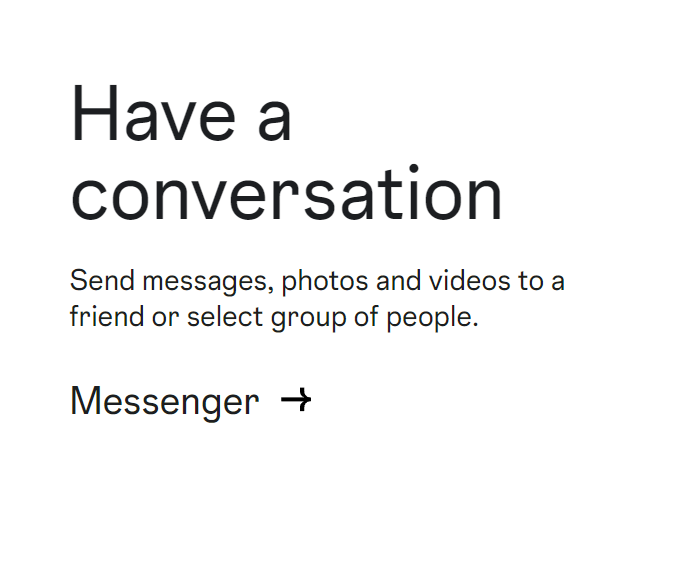 Have a
conversation
Send messages, photos and videos to a
friend or select group of people.
Messenger →